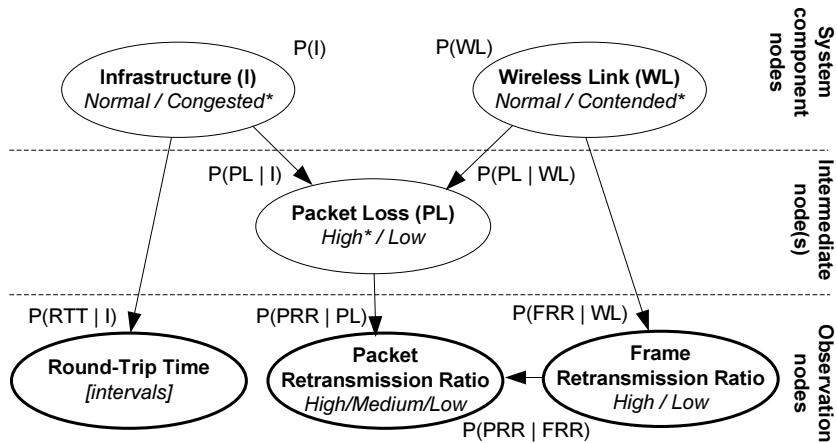 P(I)
P(WL)
Infrastructure (I)
Normal / Congested*
Wireless Link (WL)
Normal / Contended*
System
component
nodes
P(PL | I)
P(PL | WL)
Packet Loss (PL)
High* / Low
Intermediate
node(s)
P(RTT | I)
P(PRR | PL)
P(FRR | WL)
Round-Trip Time
[intervals]
Packet
Retransmission Ratio
High/Medium/Low
Frame
Retransmission Ratio
High / Low
P(PRR | FRR)
Observation
nodes